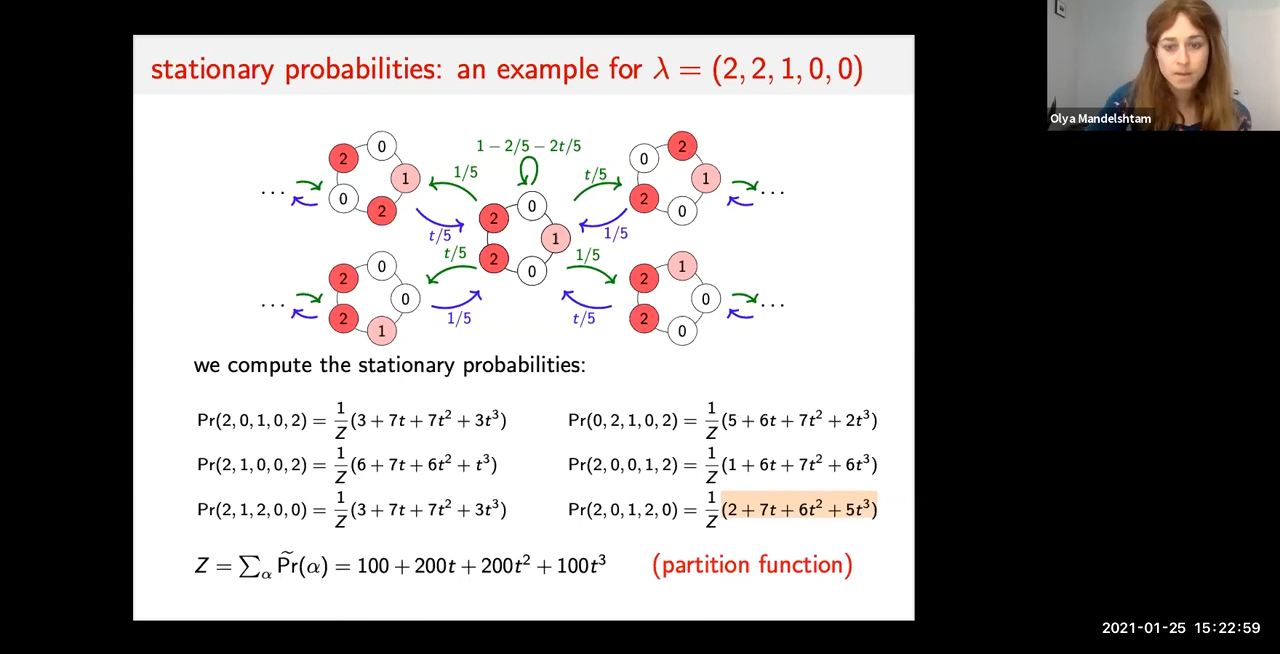 stationary probabilities: an example for λ = (2, 2, 1, 0, 0)
Olya Mandelshtam
0
2
1
0
2
1/5
t/5
1 − 2/5 − 2t/5
0
2
1
2
0
t/5
1/5
2
0
1
2
0
...
...
0
2
0
2
1
t/5
1/5
1
2
0
2
0
1/5
t/5
...
...
we compute the stationary probabilities:
Pr(2, 0, 1, 0, 2) = 1/Z (3 + 7t + 7t² + 3t³)
Pr(0, 2, 1, 0, 2) = 1/Z (5 + 6t + 7t² + 2t³)
Pr(2, 1, 0, 0, 2) = 1/Z (6 + 7t + 6t² + t³)
Pr(2, 0, 0, 1, 2) = 1/Z (1 + 6t + 7t² + 6t³)
Pr(2, 1, 2, 0, 0) = 1/Z (3 + 7t + 7t² + 3t³)
Pr(2, 0, 1, 2, 0) = 1/Z (2 + 7t + 6t² + 5t³)
Z = ∑α P̃r(α) = 100 + 200t + 200t² + 100t³ (partition function)
2021-01-25 15:22:59